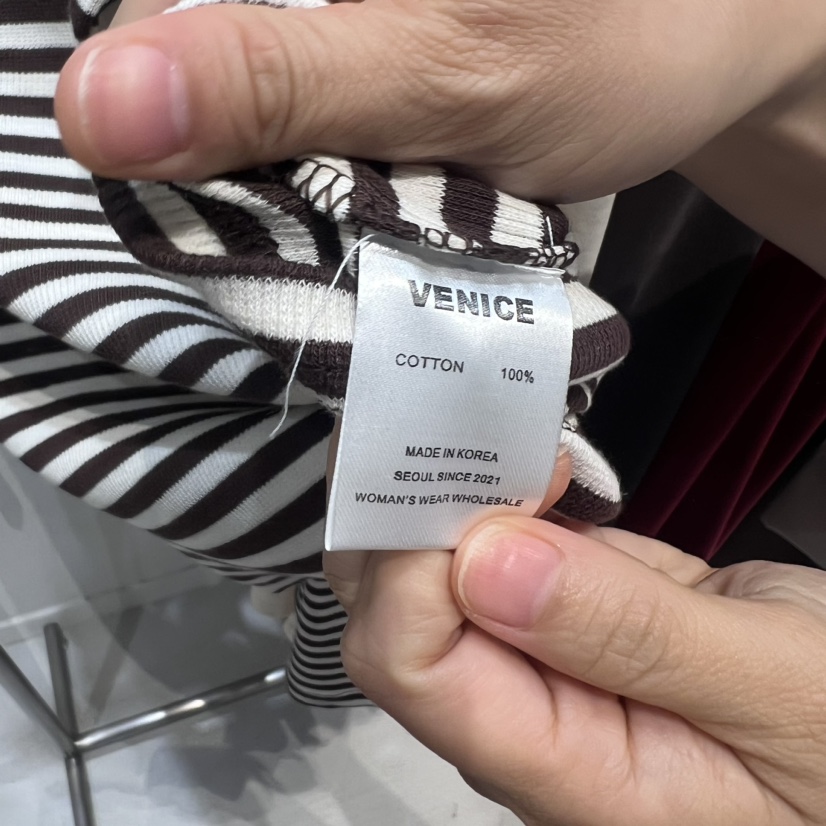 VENICE
COTTON 100%
MADE IN KOREA
SEOUL SINCE 2021
WOMAN'S WEAR WHOLESALE